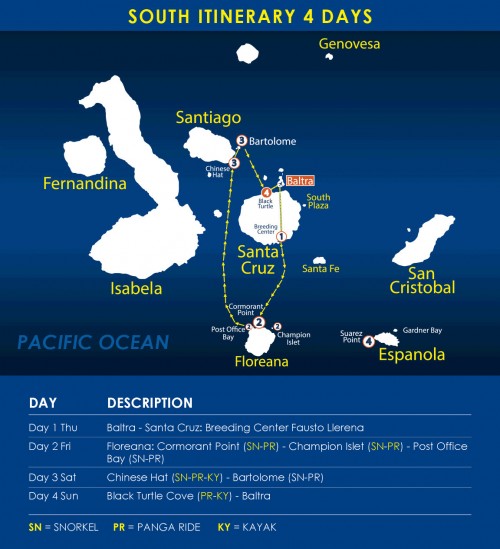 SOUTH ITINERARY 4 DAYS
Genovesa
Santiago
3
Bartolome
3
Chinese
Hat
Fernandina
Baltra
4
Black
Turtle
South
Plaza
Breeding
Center
1
Santa
Cruz
Santa Fe
San
Cristobal
Isabela
Cormorant
Point
2
Post Office
Bay
2
2
Champion
Islet
Floreana
Suarez
Point
4
Gardner Bay
Espanola
PACIFIC OCEAN
DAY DESCRIPTION
Day 1 Thu Baltra - Santa Cruz: Breeding Center Fausto Llerena
Day 2 Fri Floreana: Cormorant Point (SN-PR) - Champion Islet (SN-PR) - Post Office
Bay (SN-PR)
Day 3 Sat Chinese Hat (SN-PR-KY) - Bartolome (SN-PR)
Day 4 Sun Black Turtle Cove (PR-KY) - Baltra
SN = SNORKEL PR = PANGA RIDE KY = KAYAK